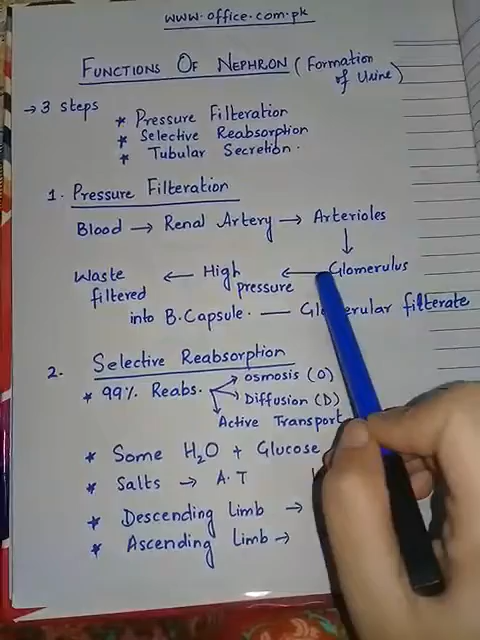 www.office.com.pk
FUNCTIONS OF NEPHRON (Formation of Urine)
→ 3 steps
* Pressure Filteration
* Selective Reabsorption
* Tubular Secretion.
1. Pressure Filteration
Blood → Renal Artery → Arterioles
↓
Waste filtered ← High pressure ← Glomerulus
into B.Capsule. — filterate
2. Selective Reabsorption
* 99% Reabs. → osmosis (O)
→ Diffusion (D)
→ Active Transport
* Some H₂O + Glucose
* Salts → A.T
* Descending Limb →
* Ascending Limb →